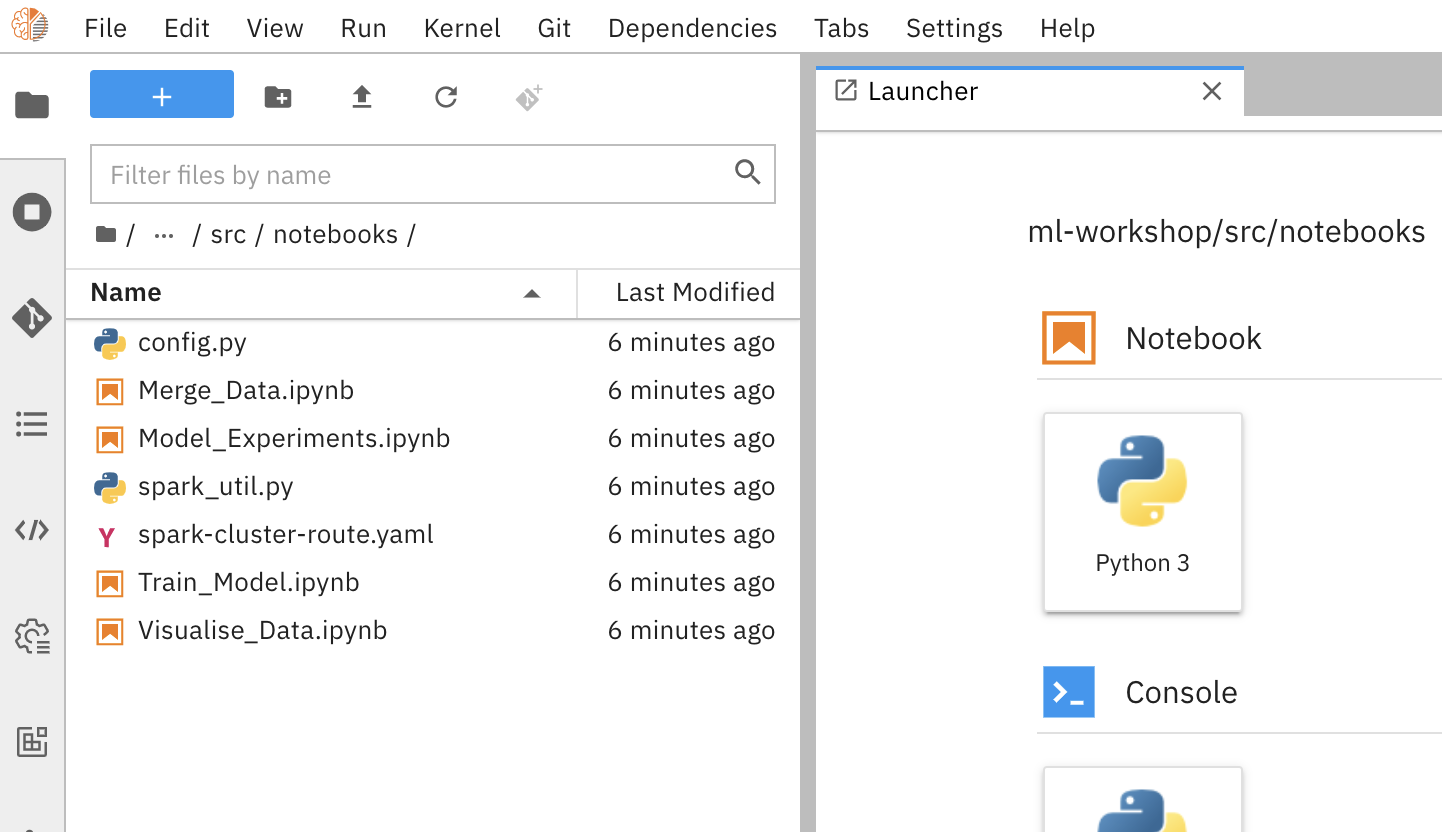 File Edit View Run Kernel Git Dependencies Tabs Settings Help
+
Filter files by name
/ ... / src / notebooks /
Name Last Modified
config.py 6 minutes ago
Merge_Data.ipynb 6 minutes ago
Model_Experiments.ipynb 6 minutes ago
spark_util.py 6 minutes ago
Y spark-cluster-route.yaml 6 minutes ago
Train_Model.ipynb 6 minutes ago
Visualise_Data.ipynb 6 minutes ago
Launcher
ml-workshop/src/notebooks
Notebook
Python 3
Console